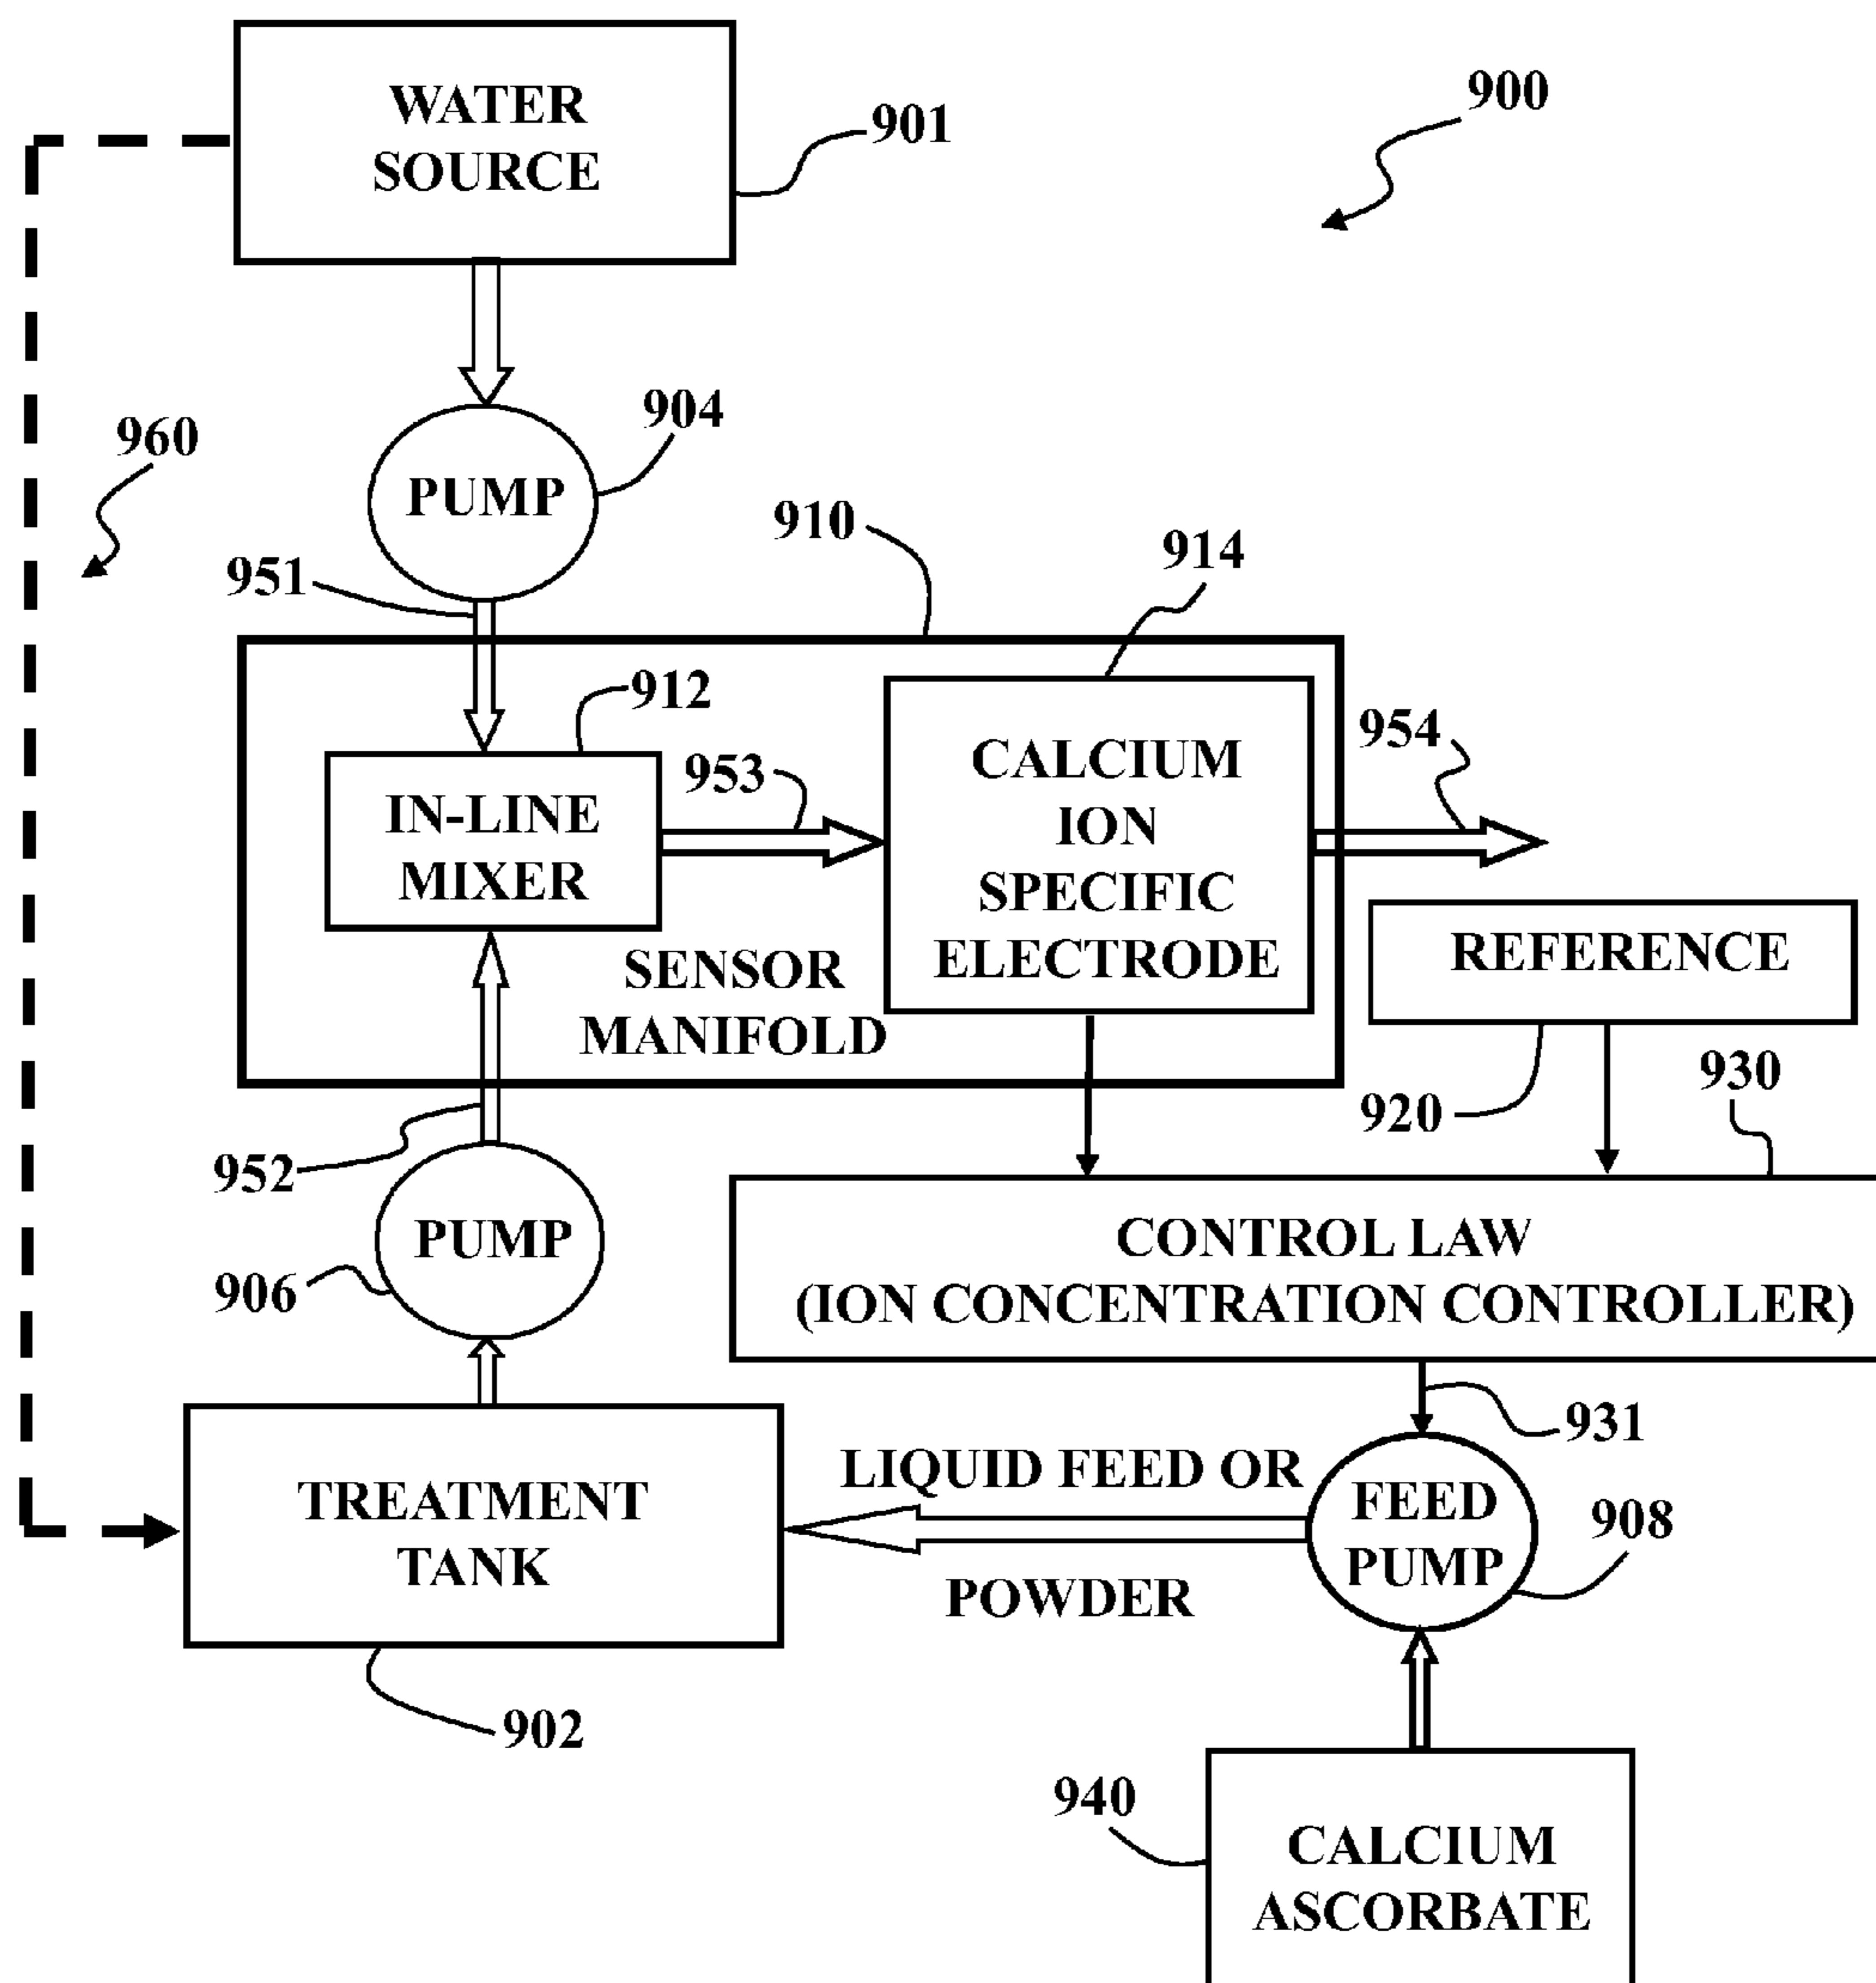 WATER
SOURCE
901
900
904
PUMP
960
951
910
914
912
953
954
IN-LINE
MIXER
CALCIUM
ION
SPECIFIC
ELECTRODE
SENSOR
MANIFOLD
REFERENCE
920
930
952
PUMP
906
CONTROL LAW
(ION CONCENTRATION CONTROLLER)
931
TREATMENT
TANK
902
LIQUID FEED OR
POWDER
FEED
PUMP
908
940
CALCIUM
ASCORBATE